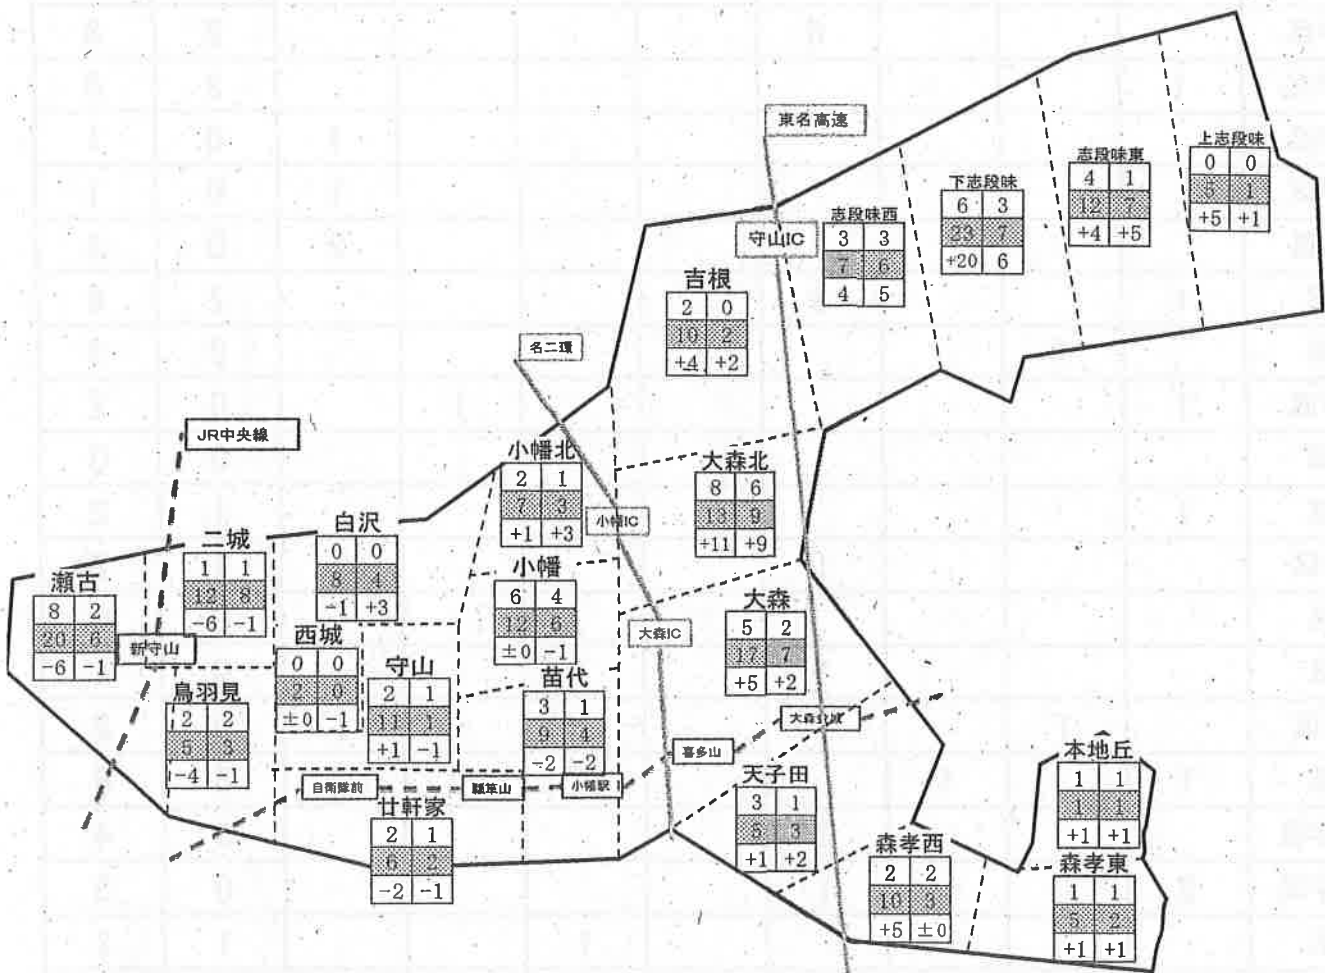 東名高速
上志段味
0 0
5 1
+5 +1
志段味東
4 1
12 7
+4 +5
下志段味
6 3
23 7
+20 6
志段味西
3 3
7 6
4 5
守山IC
吉根
2 0
10 2
+4 +2
名二環
JR中央線
小幡北
2 1
7 3
+1 +3
小幡IC
大森北
8 6
13 9
+11 +9
白沢
0 0
8 4
-1 +3
二城
1 1
12 8
-6 -1
瀬古
8 2
20 6
-6 -1
新守山
小幡
6 4
12 6
±0 -1
大森IC
大森
5 2
17 7
+5 +2
西城
0 0
2 0
±0 -1
守山
2 1
11 1
+1 -1
苗代
3 1
9 4
-2 -2
鳥羽見
2 2
5 3
-4 -1
喜多山
自衛隊前
瓢箪山
小幡駅
廿軒家
2 1
6 2
-2 -1
天子田
3 1
5 3
+1 +2
本地丘
1 1
1 1
+1 +1
森孝西
2 2
10 3
+5 ±0
森孝東
1 1
5 2
+1 +1